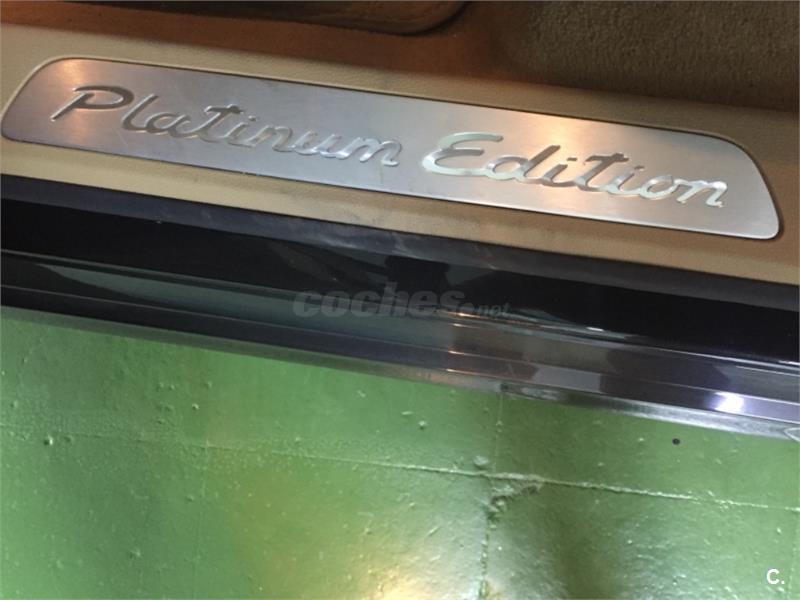 Platinum Edition
coches.net
C.